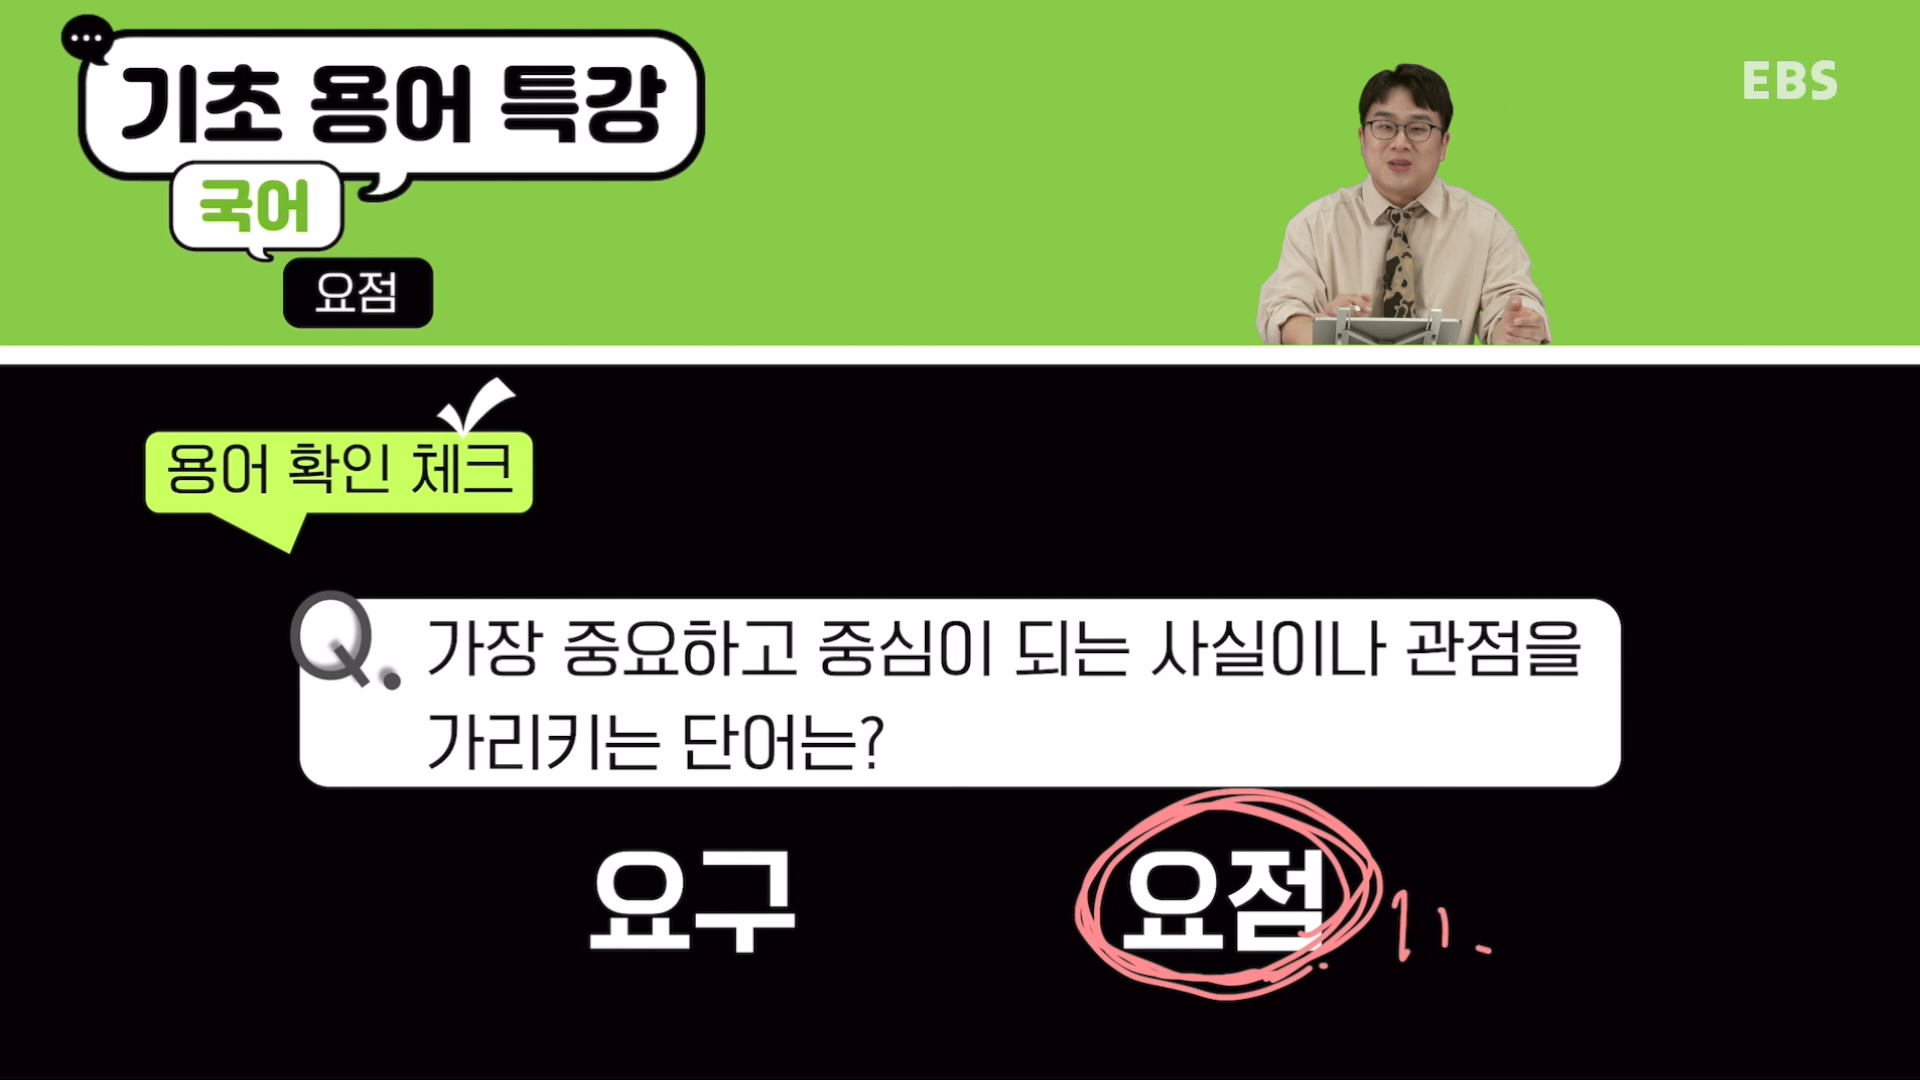 기초 용어 특강
EBS
국어
요점
용어 확인 체크
Q. 가장 중요하고 중심이 되는 사실이나 관점을
가리키는 단어는?
요구 요점